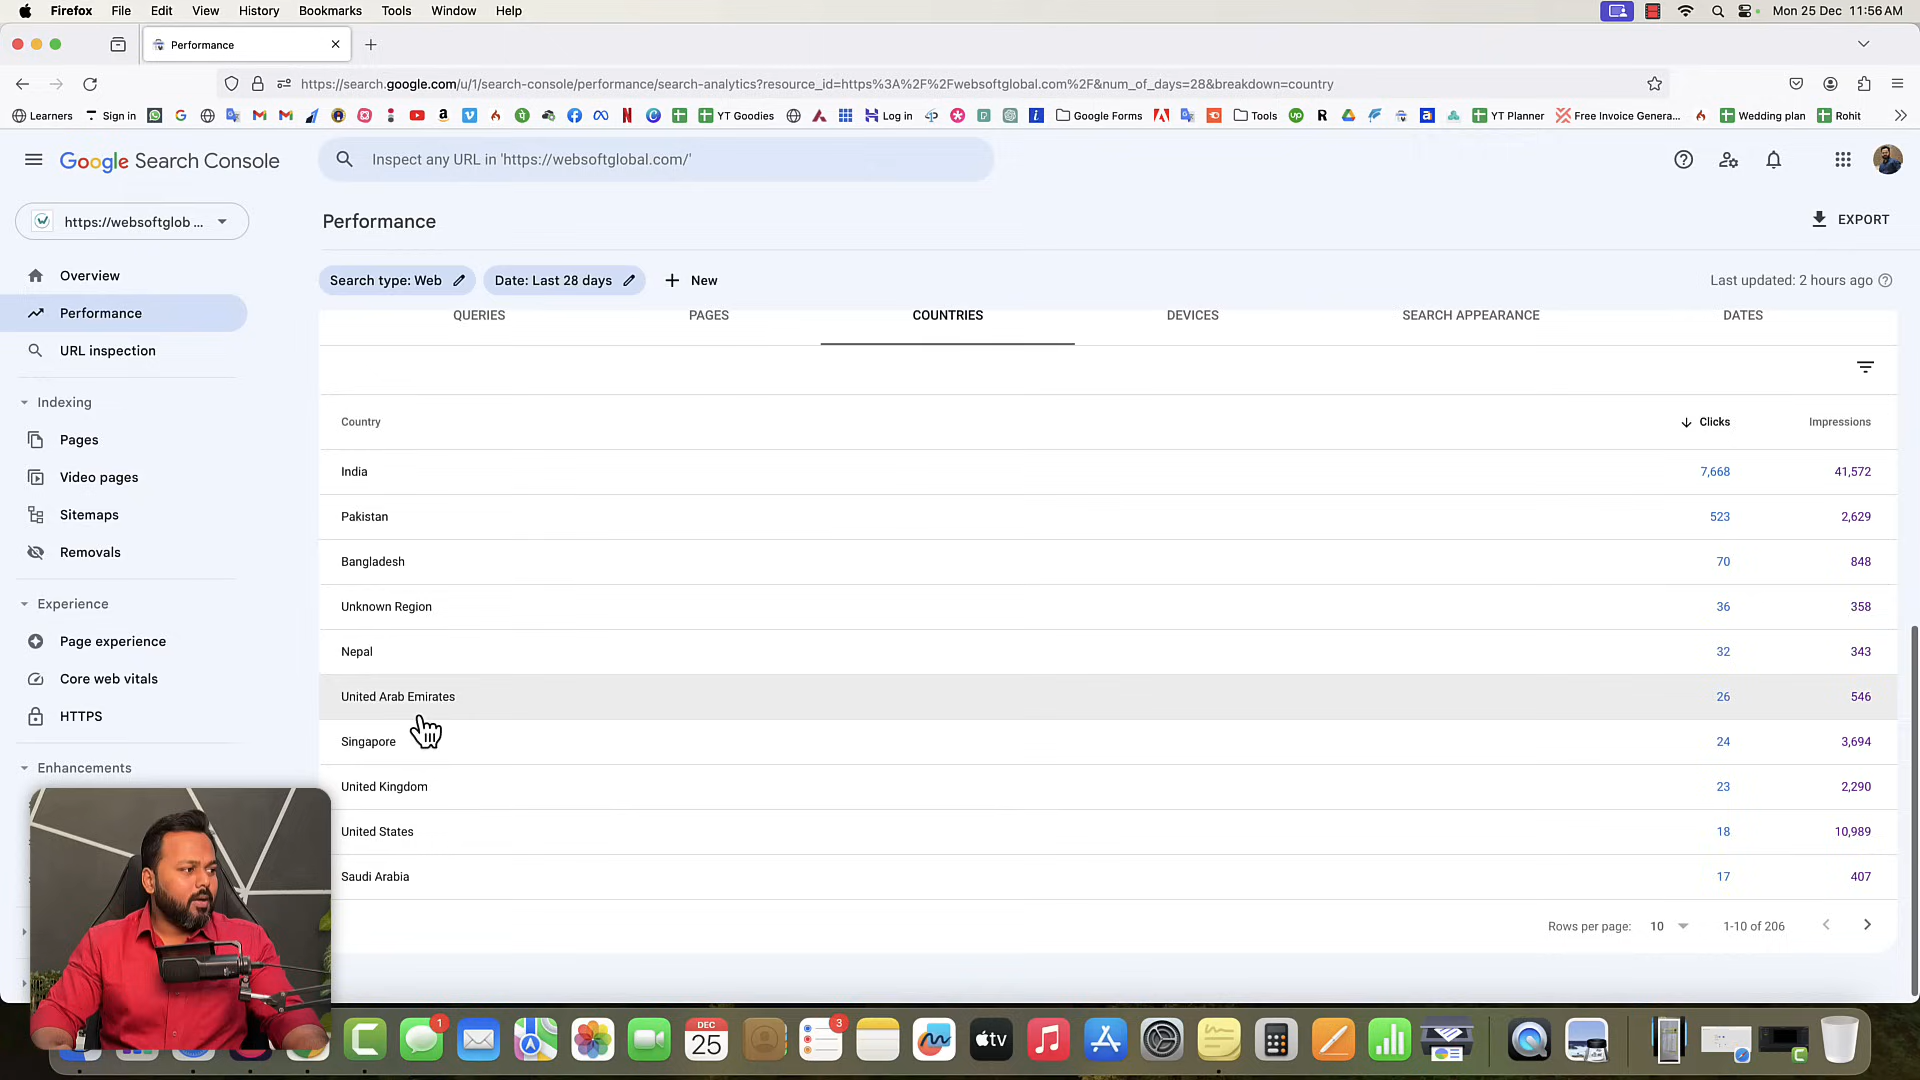 Firefox File Edit View History Bookmarks Tools Window Help Mon 25 Dec 11:56 AM
Performance
https://search.google.com/u/1/search-console/performance/search-analytics?resource_id=https%3A%2F%2Fwebsoftglobal.com%2F&num_of_days=28&breakdown=country
Learners Sign in YT Goodies Log in Google Forms Tools YT Planner Free Invoice Genera... Wedding plan Rohit
Google Search Console
Inspect any URL in 'https://websoftglobal.com/'
https://websoftglob ...
Performance
EXPORT
Search type: Web
Date: Last 28 days
New
Last updated: 2 hours ago
Overview
Performance
URL inspection
Indexing
Pages
Video pages
Sitemaps
Removals
Experience
Page experience
Core web vitals
HTTPS
Enhancements
QUERIES PAGES COUNTRIES DEVICES SEARCH APPEARANCE DATES
Country Clicks Impressions
India 7,668 41,572
Pakistan 523 2,629
Bangladesh 70 848
Unknown Region 36 358
Nepal 32 343
United Arab Emirates 26 546
Singapore 24 3,694
United Kingdom 23 2,290
United States 18 10,989
Saudi Arabia 17 407
Rows per page: 10 1-10 of 206
1
DEC
25
3
tv